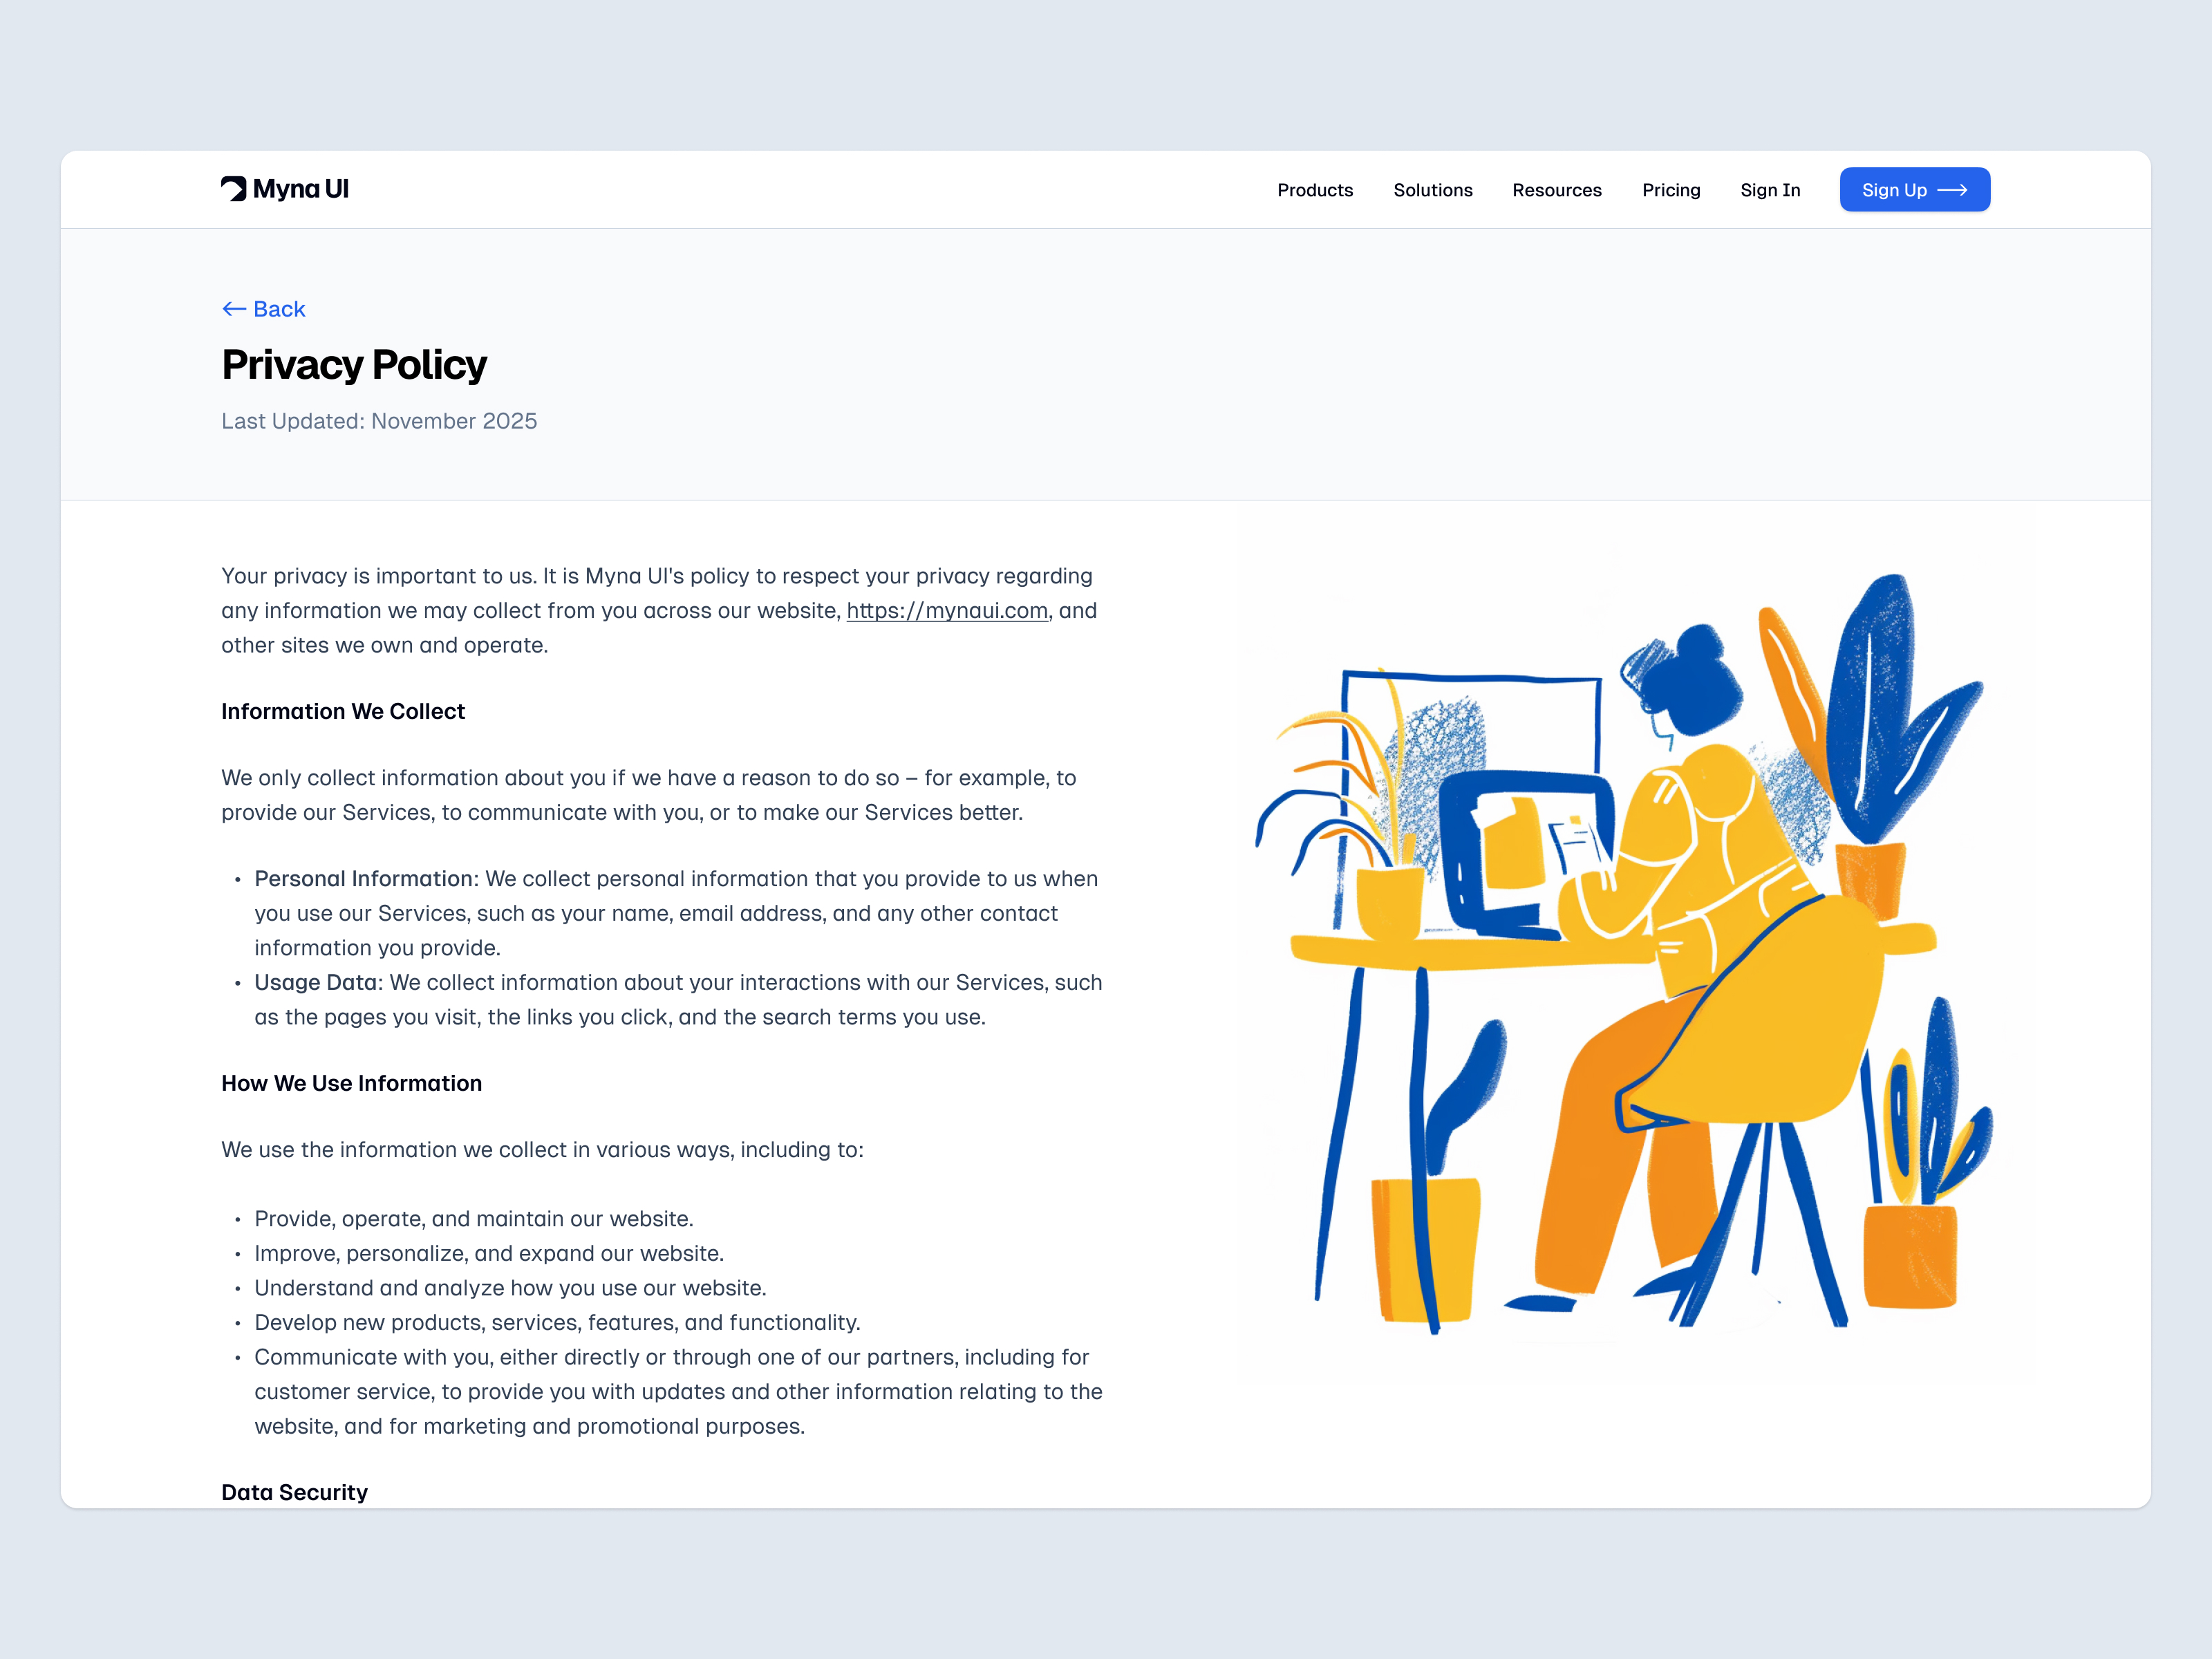 Myna UI
Products Solutions Resources Pricing Sign In Sign Up
Back
Privacy Policy
Last Updated: November 2025
Your privacy is important to us. It is Myna UI's policy to respect your privacy regarding
any information we may collect from you across our website, https://mynaui.com, and
other sites we own and operate.
Information We Collect
We only collect information about you if we have a reason to do so – for example, to
provide our Services, to communicate with you, or to make our Services better.
• Personal Information: We collect personal information that you provide to us when
you use our Services, such as your name, email address, and any other contact
information you provide.
• Usage Data: We collect information about your interactions with our Services, such
as the pages you visit, the links you click, and the search terms you use.
How We Use Information
We use the information we collect in various ways, including to:
• Provide, operate, and maintain our website.
• Improve, personalize, and expand our website.
• Understand and analyze how you use our website.
• Develop new products, services, features, and functionality.
• Communicate with you, either directly or through one of our partners, including for
customer service, to provide you with updates and other information relating to the
website, and for marketing and promotional purposes.
Data Security